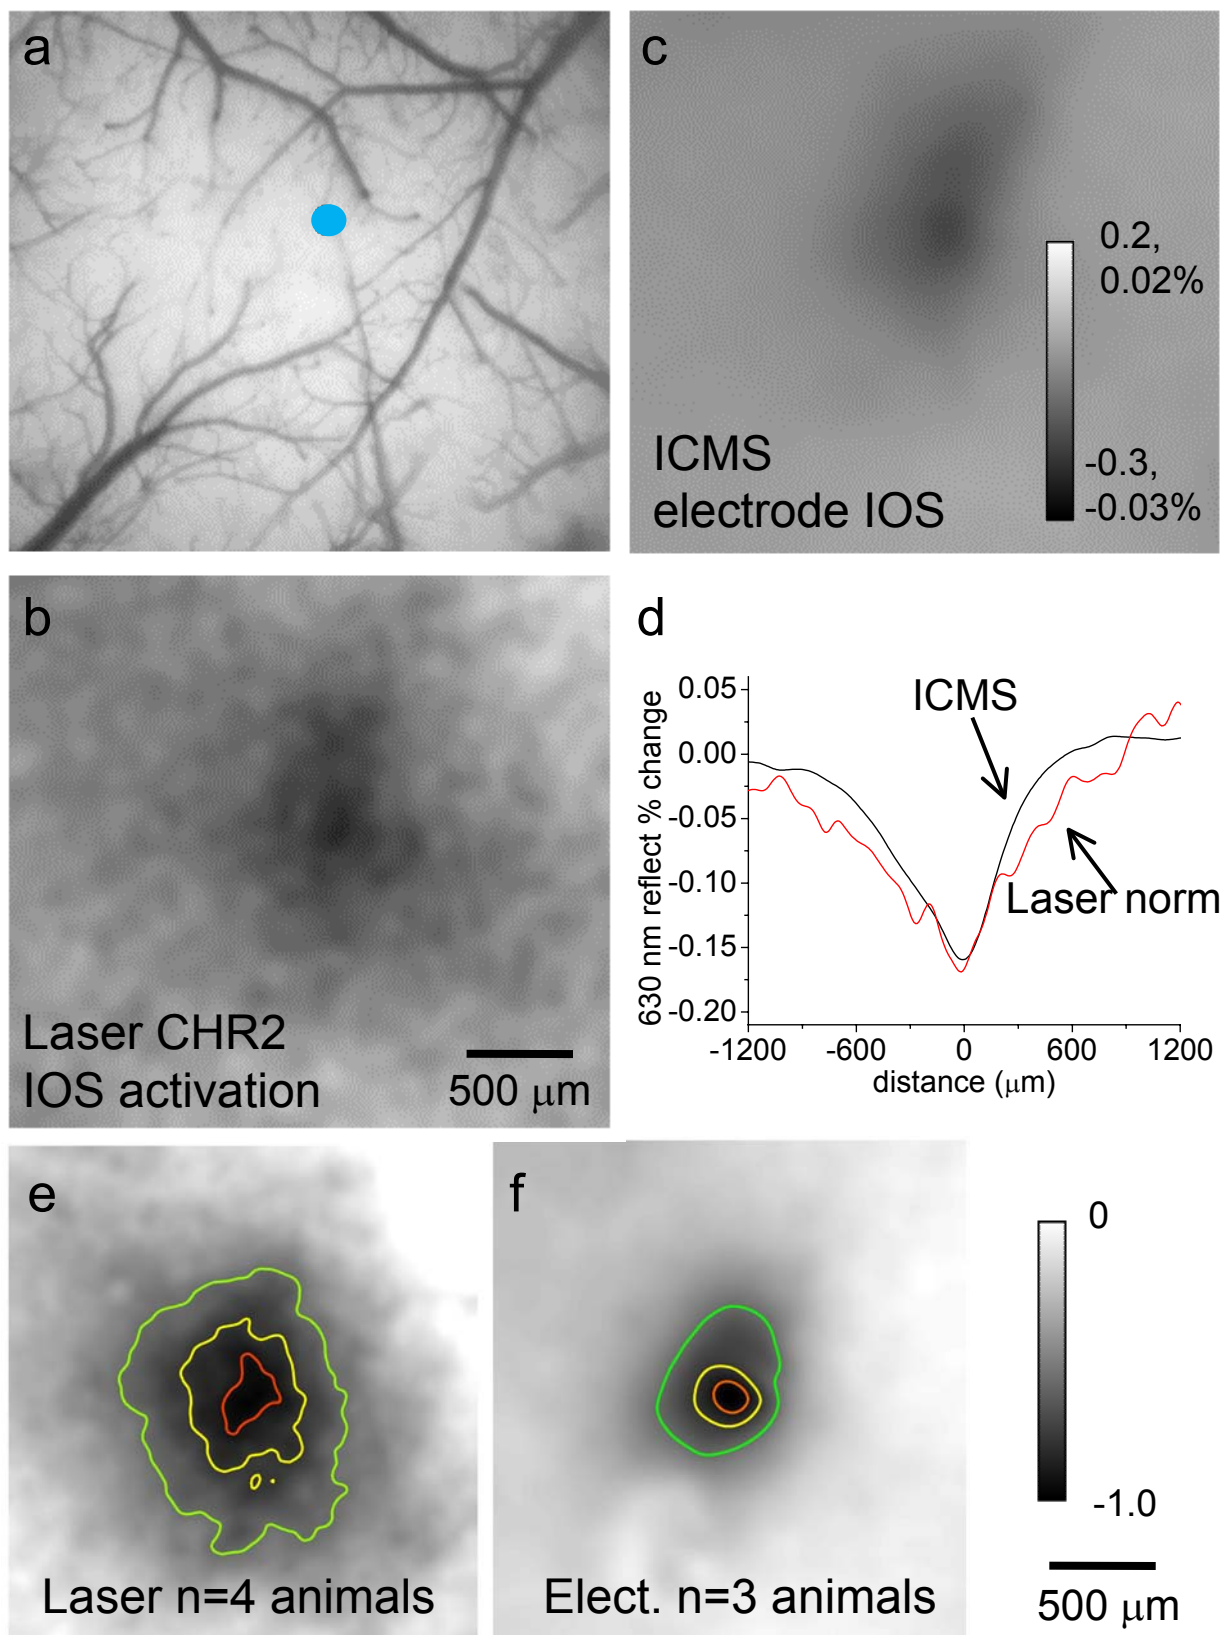 a
c
0.2,
0.02%
-0.3,
-0.03%
ICMS
electrode IOS
b
Laser CHR2
IOS activation
500 μm
d
630 nm reflect % change
0.05
0.00
-0.05
-0.10
-0.15
-0.20
-1200
-600
0
600
1200
distance (μm)
ICMS
Laser norm
e
Laser n=4 animals
f
Elect. n=3 animals
0
-1.0
500 μm